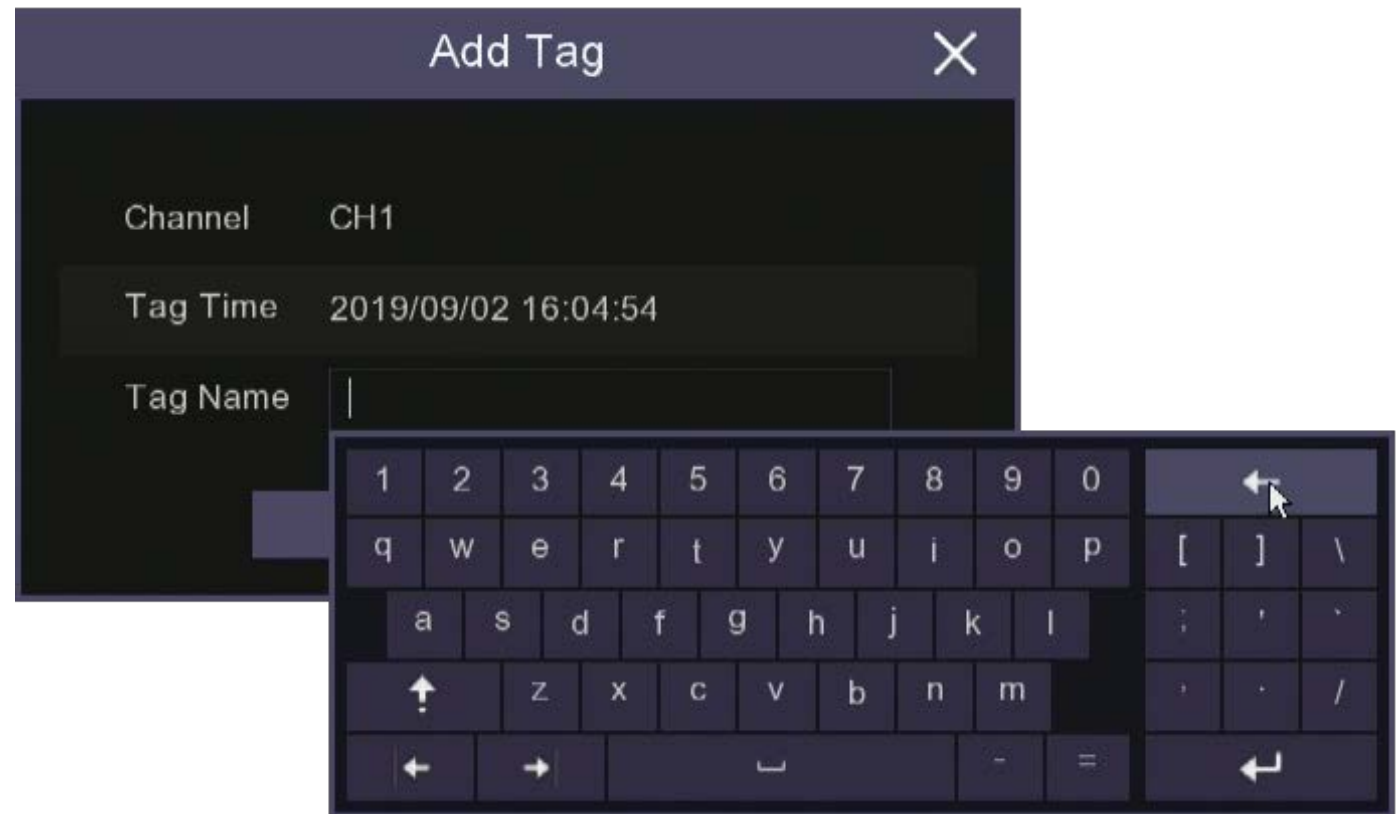 Add Tag
Channel CH1
Tag Time 2019/09/02 16:04:54
Tag Name
1 2 3 4 5 6 7 8 9 0
q w e r t y u i o p [ ] \
a s d f g h j k l ; ' `
z x c v b n m , . /
- =